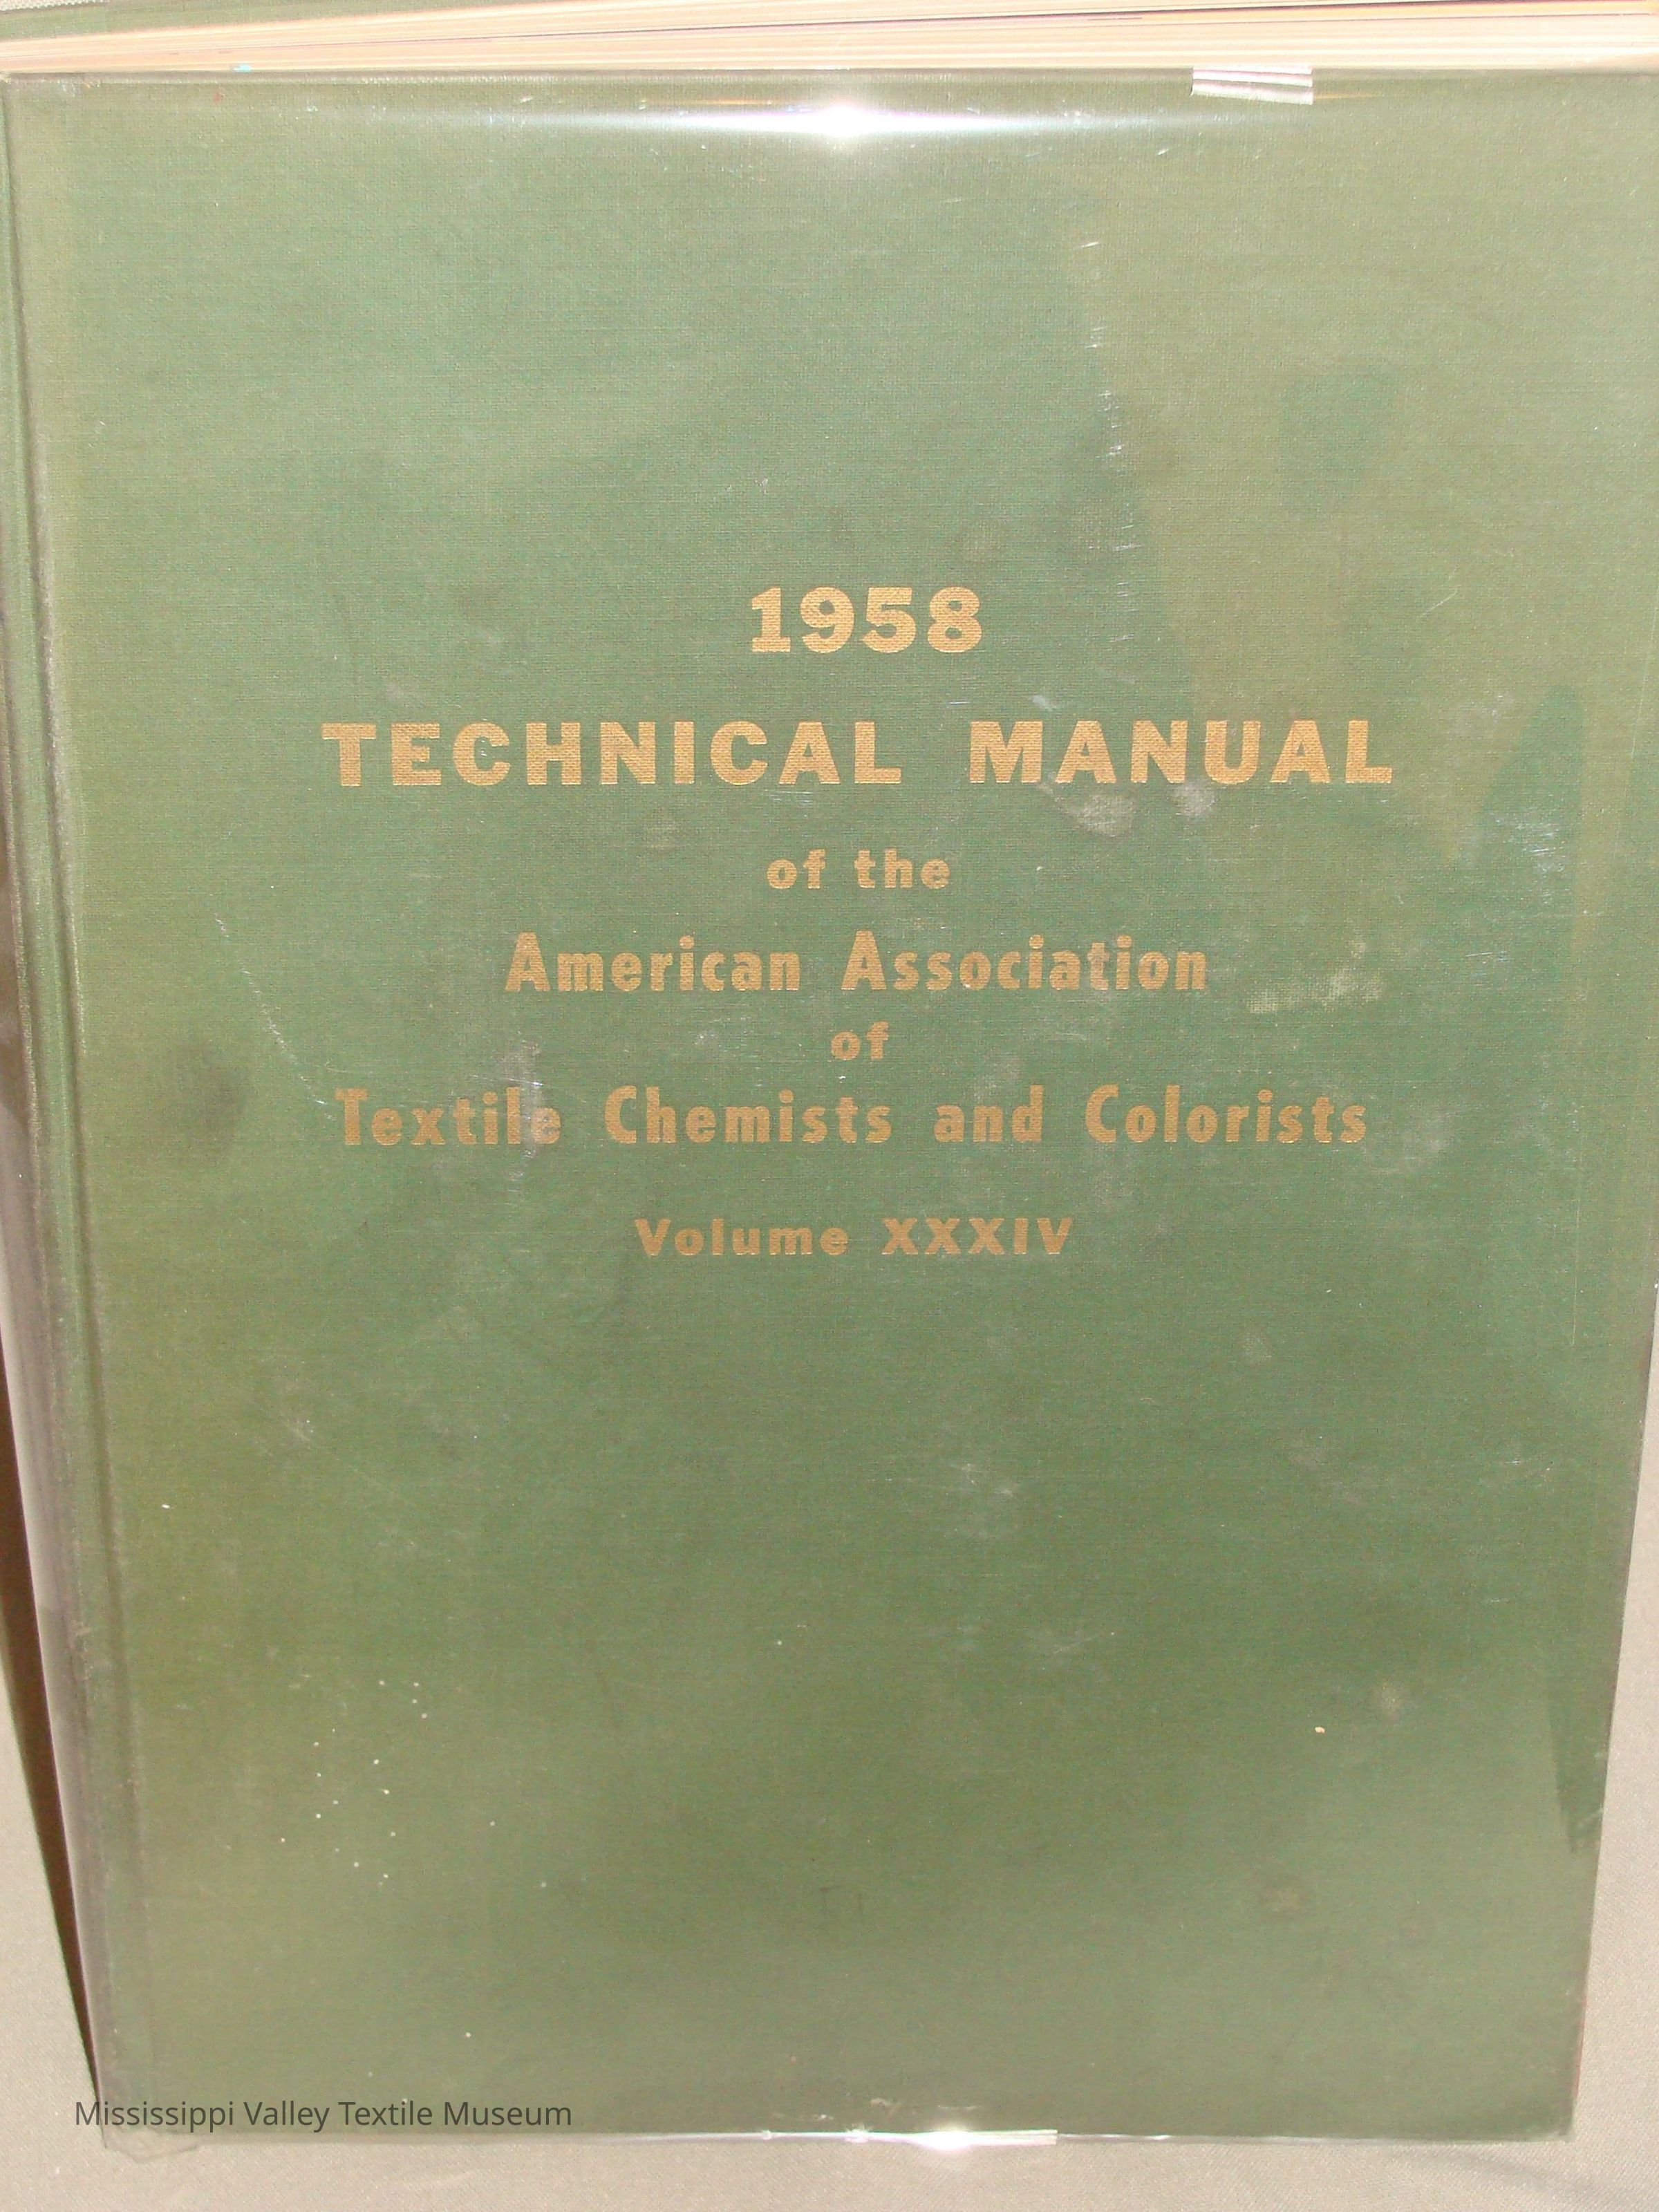 1958
TECHNICAL MANUAL
of the
American Association
of
Textile Chemists and Colorists
Volume XXXIV
Mississippi Valley Textile Museum